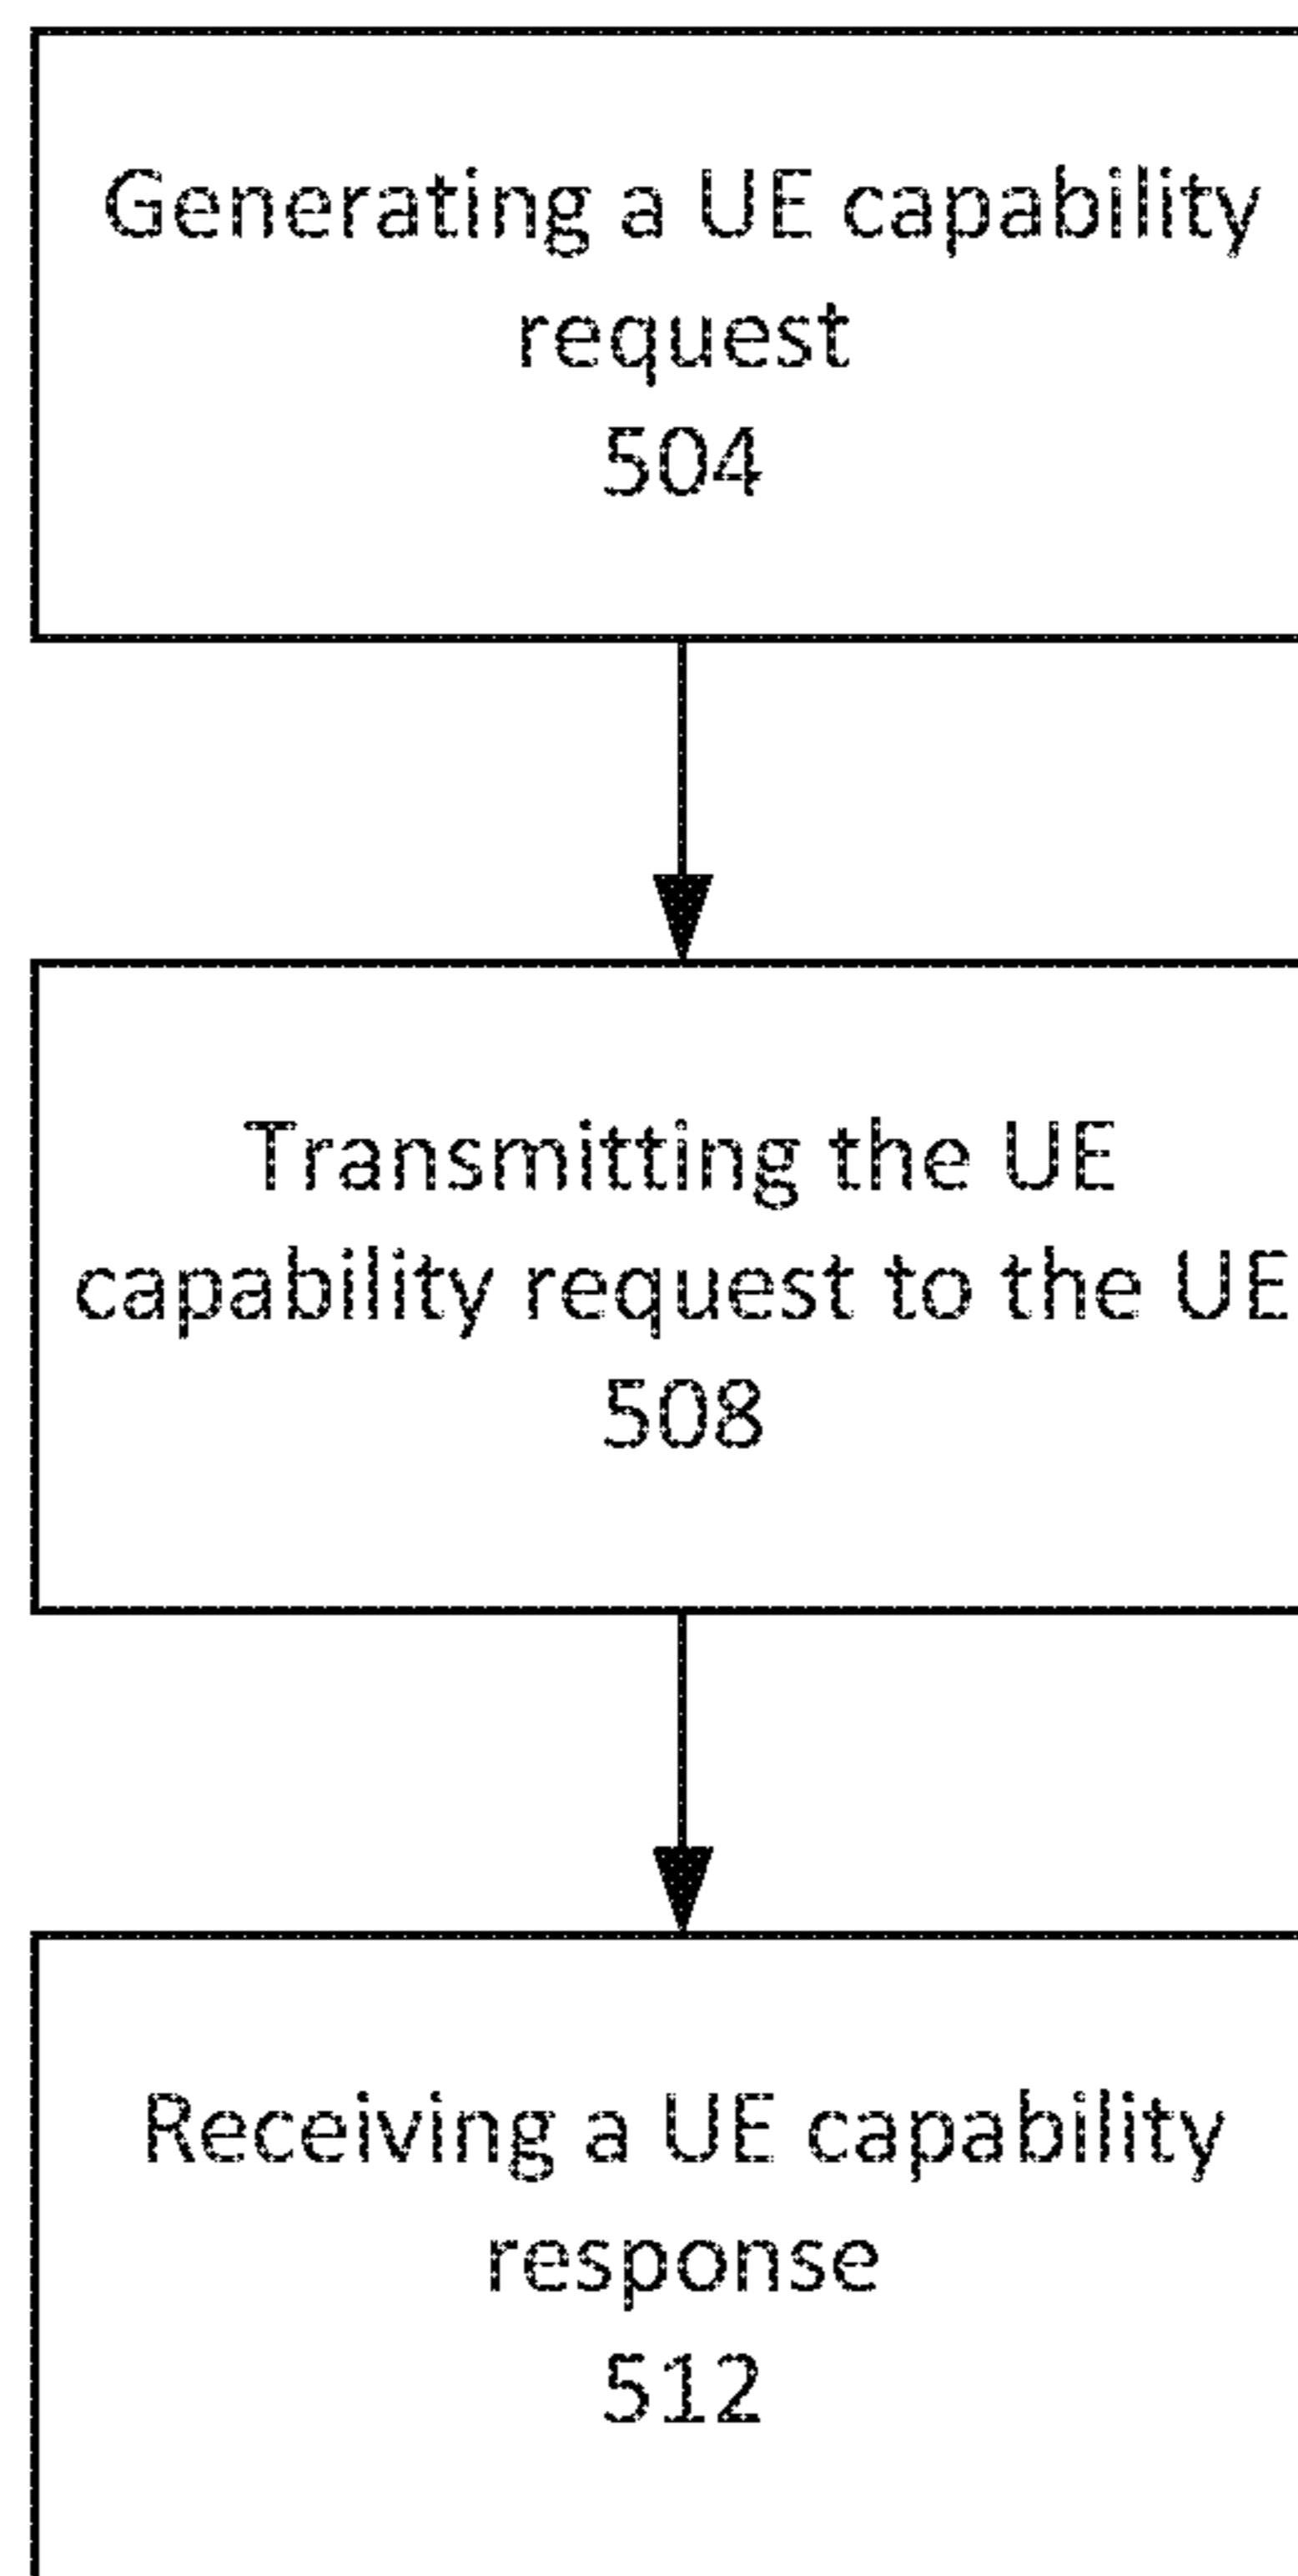 Generating a UE capability
request
504
Transmitting the UE
capability request to the UE
508
Receiving a UE capability
response
512